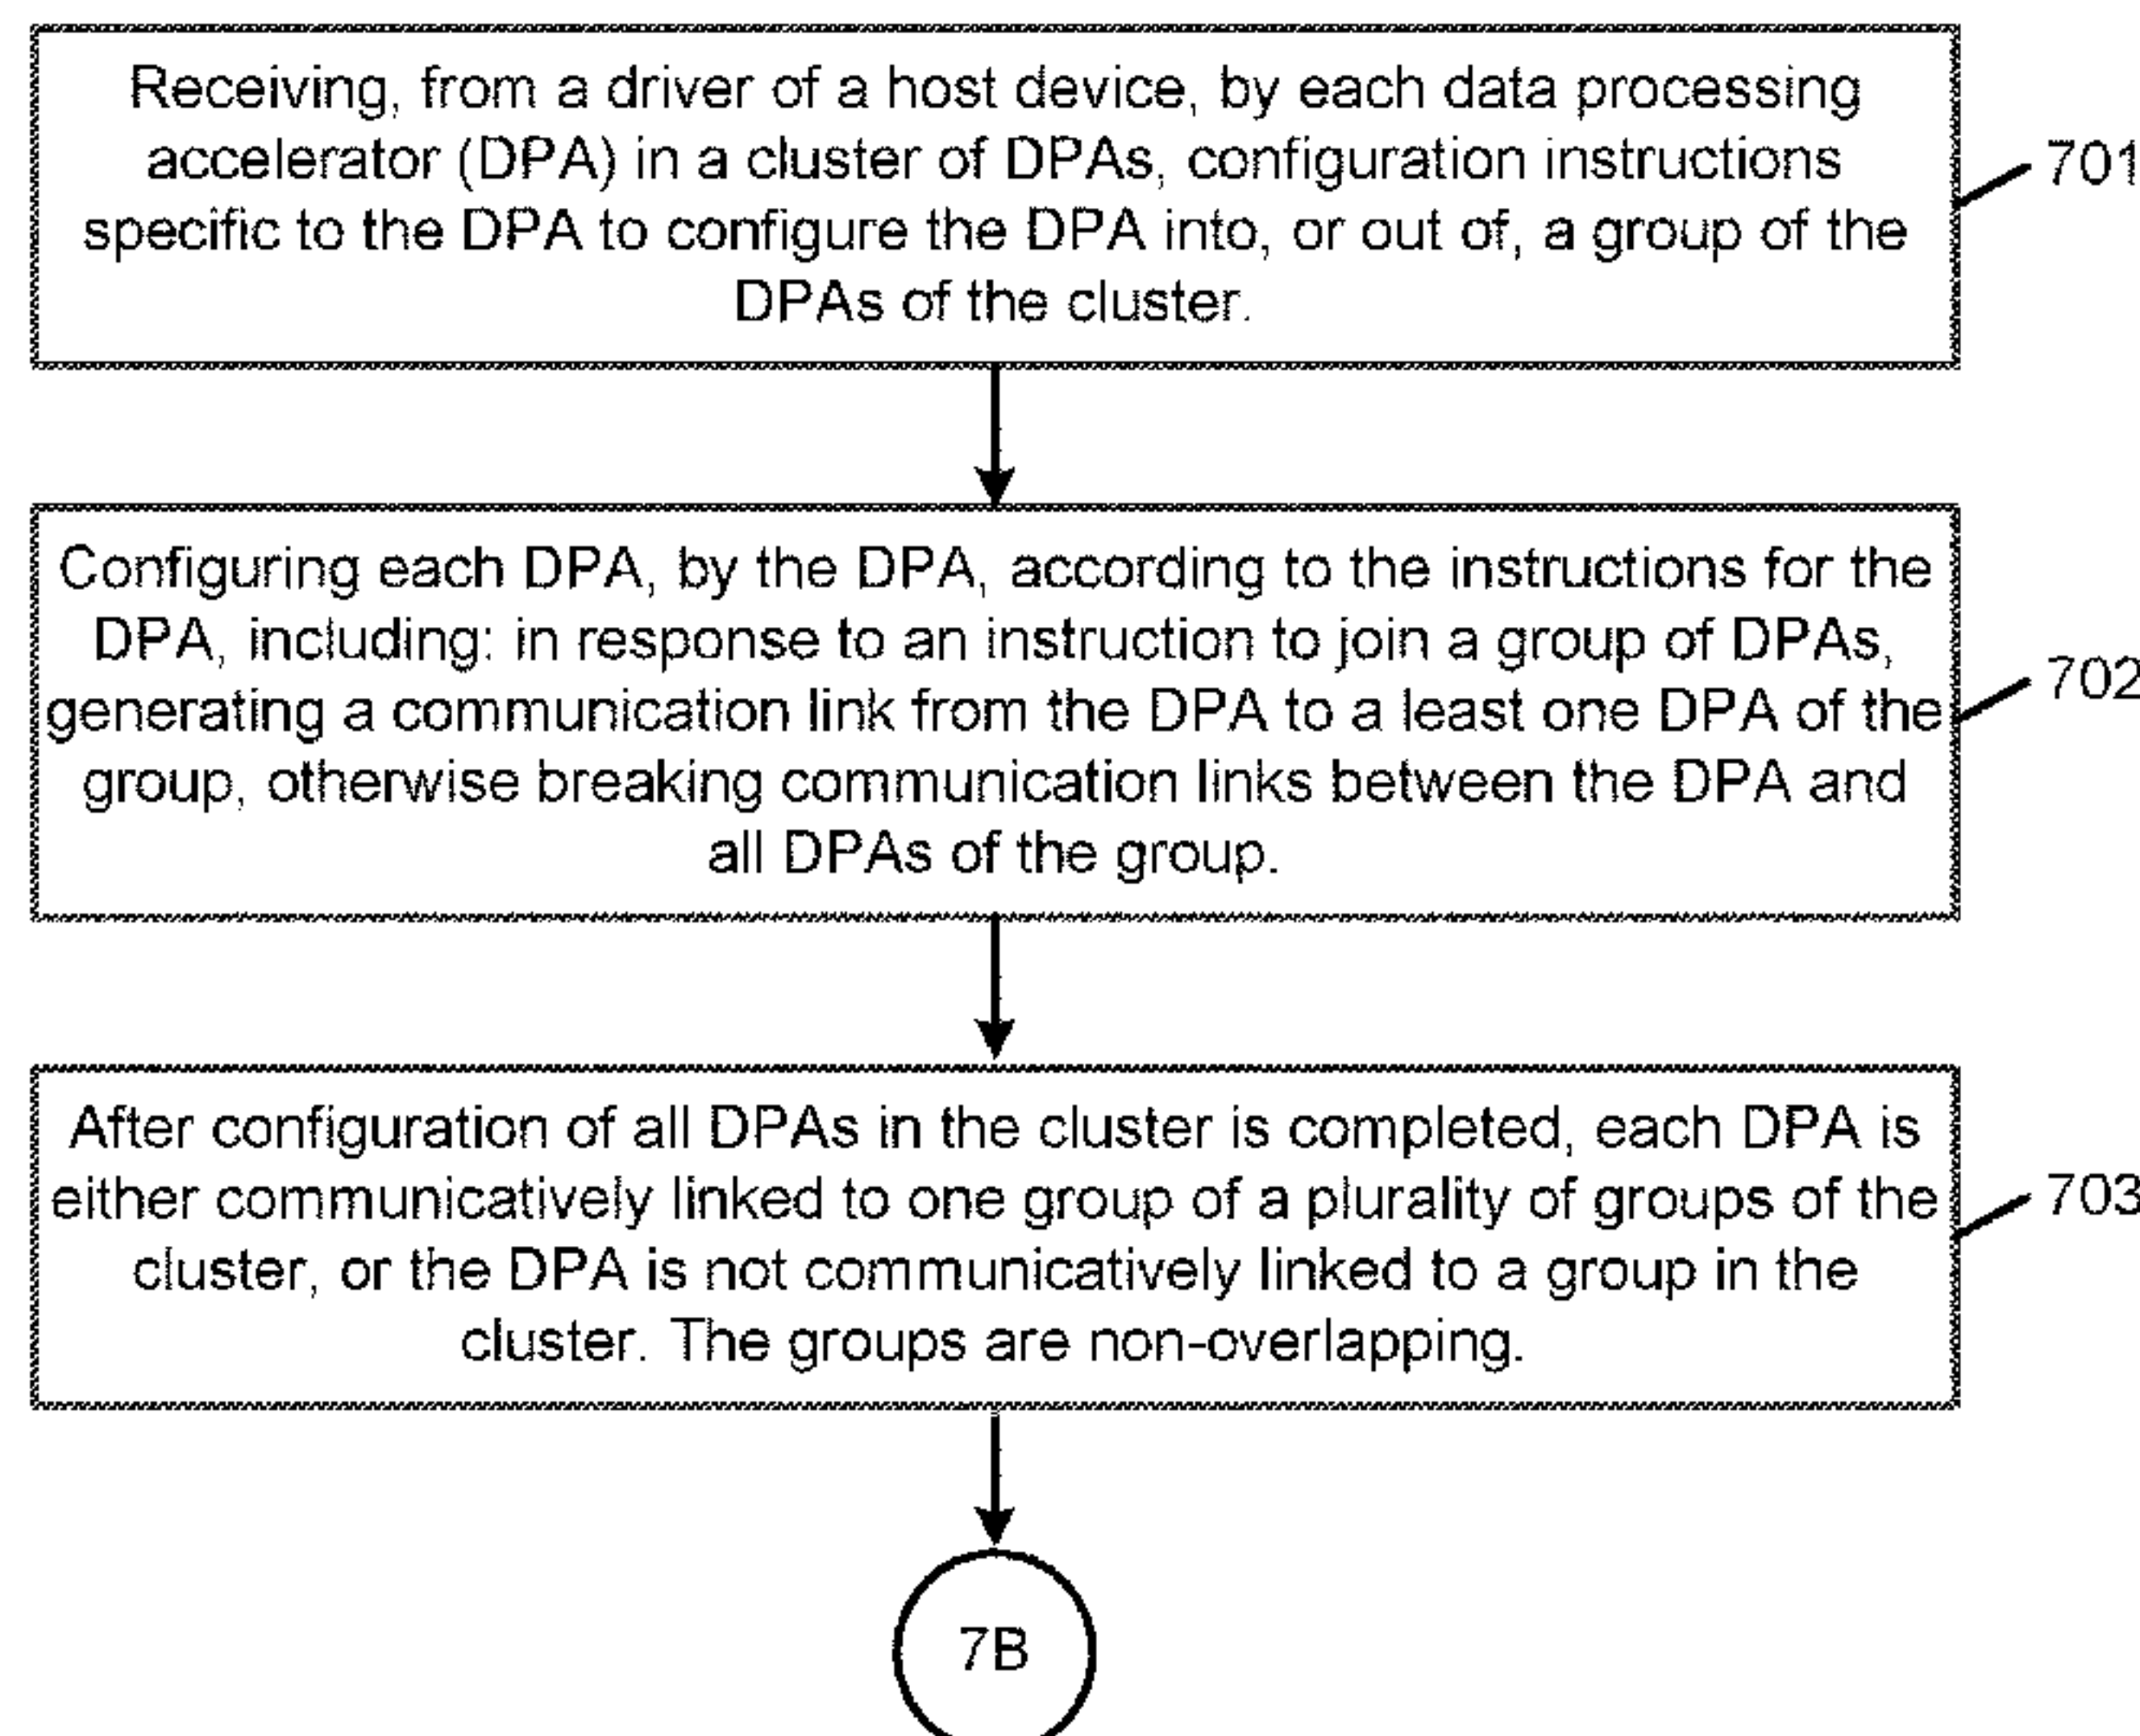 Receiving, from a driver of a host device, by each data processing
accelerator (DPA) in a cluster of DPAs, configuration instructions
specific to the DPA to configure the DPA into, or out of, a group of the
DPAs of the cluster.
701
Configuring each DPA, by the DPA, according to the instructions for the
DPA, including: in response to an instruction to join a group of DPAs,
generating a communication link from the DPA to a least one DPA of the
group, otherwise breaking communication links between the DPA and
all DPAs of the group.
702
After configuration of all DPAs in the cluster is completed, each DPA is
either communicatively linked to one group of a plurality of groups of the
cluster, or the DPA is not communicatively linked to a group in the
cluster. The groups are non-overlapping.
703
7B